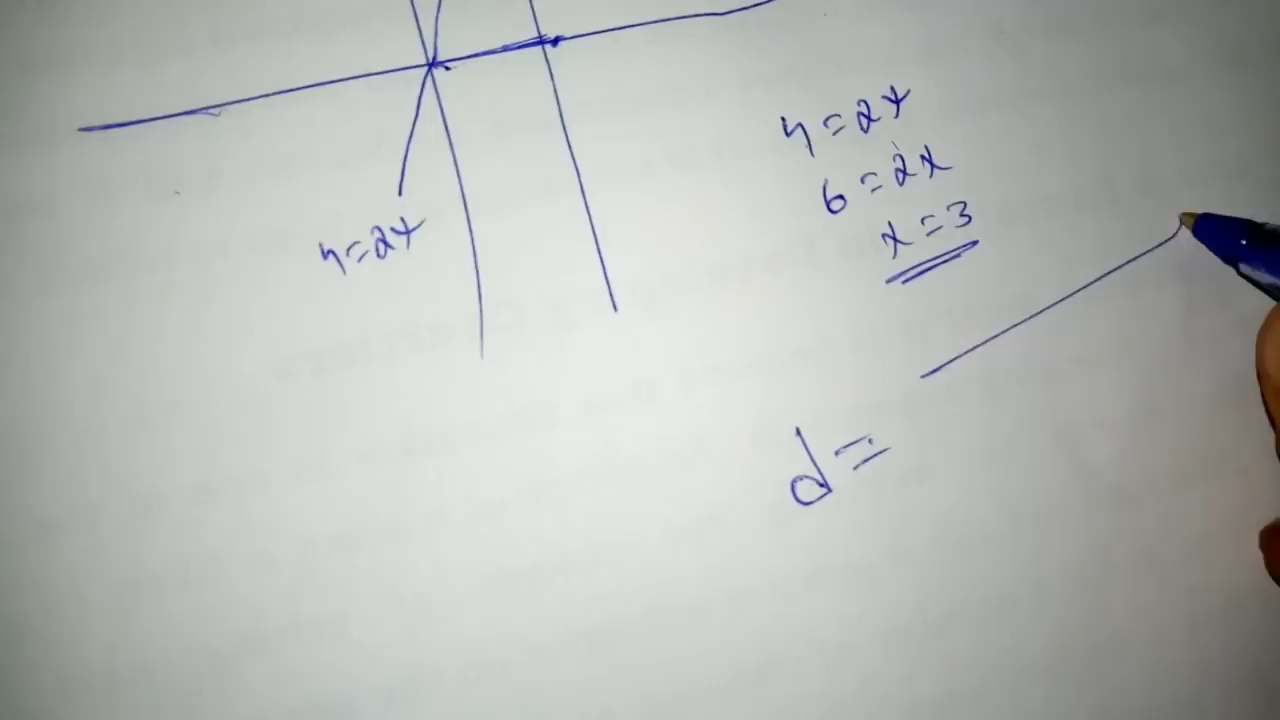 y=2x
6=2x
x=3
y=2x
d=